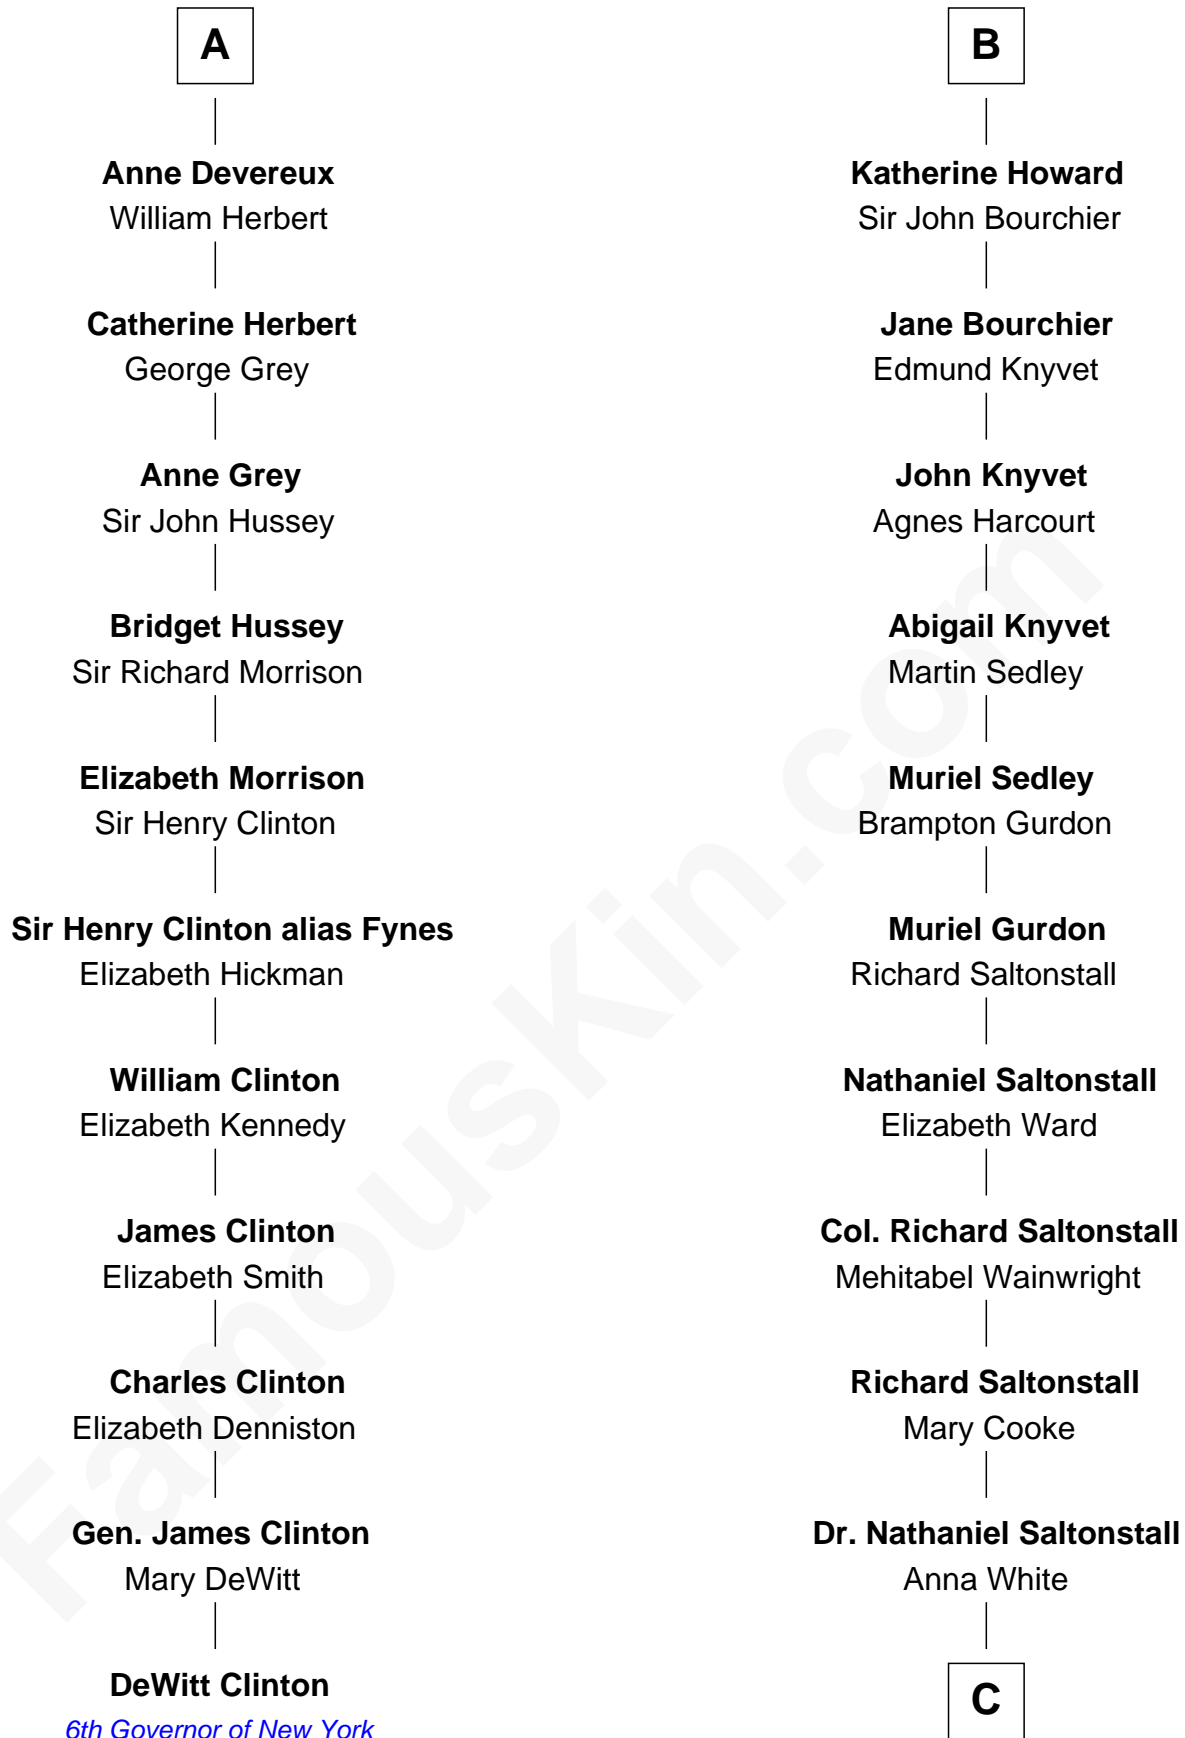 A
Anne Devereux
William Herbert
Catherine Herbert
George Grey
Anne Grey
Sir John Hussey
Bridget Hussey
Sir Richard Morrison
Elizabeth Morrison
Sir Henry Clinton
Sir Henry Clinton alias Fynes
Elizabeth Hickman
William Clinton
Elizabeth Kennedy
James Clinton
Elizabeth Smith
Charles Clinton
Elizabeth Denniston
Gen. James Clinton
Mary DeWitt
DeWitt Clinton
6th Governor of New York
B
Katherine Howard
Sir John Bourchier
Jane Bourchier
Edmund Knyvet
John Knyvet
Agnes Harcourt
Abigail Knyvet
Martin Sedley
Muriel Sedley
Brampton Gurdon
Muriel Gurdon
Richard Saltonstall
Nathaniel Saltonstall
Elizabeth Ward
Col. Richard Saltonstall
Mehitabel Wainwright
Richard Saltonstall
Mary Cooke
Dr. Nathaniel Saltonstall
Anna White
C
FamousKin.com